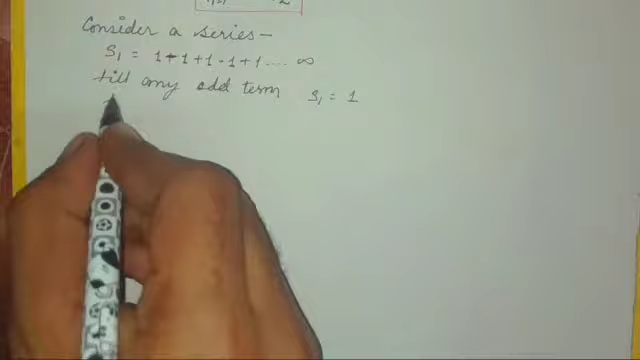 Consider a series -
S₁ = 1 - 1 + 1 - 1 + 1 .... ∞
till any odd term S₁ = 1